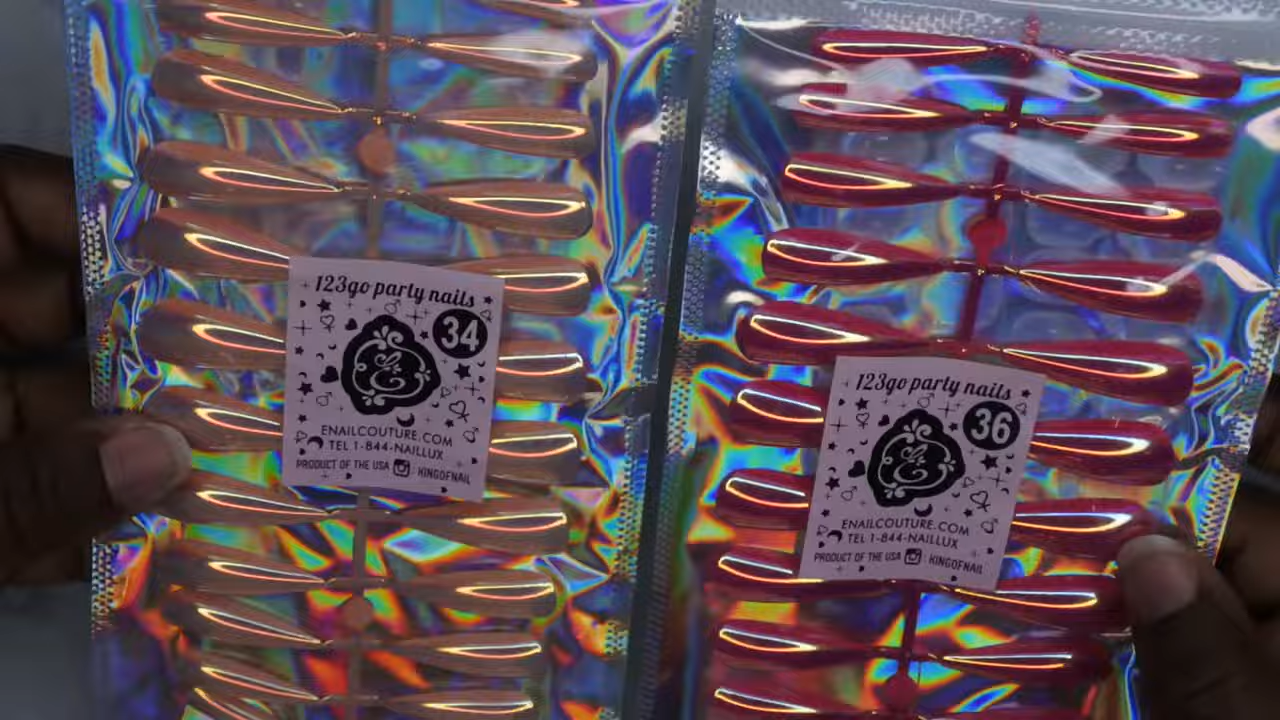 123go party nails
34
E
ENAILCOUTURE.COM
TEL 1-844-NAILLUX
PRODUCT OF THE USA : KINGOFNAIL
123go party nails
36
E
ENAILCOUTURE.COM
TEL 1-844-NAILLUX
PRODUCT OF THE USA : KINGOFNAIL